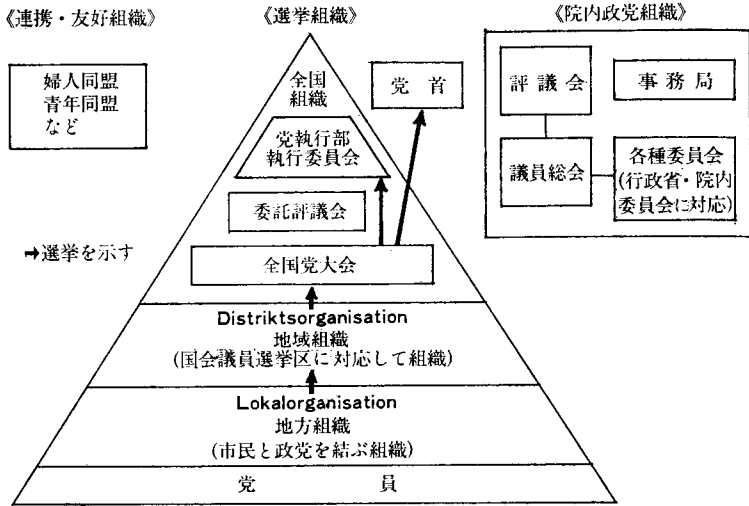 《連携・友好組織》
婦人同盟
青年同盟
など
➡選挙を示す
《選挙組織》
全国
組織
党首
党執行部
執行委員会
委託評議会
全国党大会
Distriktsorganisation
地域組織
(国会議員選挙区に対応して組織)
Lokalorganisation
地方組織
(市民と政党を結ぶ組織)
党員
《院内政党組織》
評議会
事務局
議員総会
各種委員会
(行政省・院内
委員会に対応)